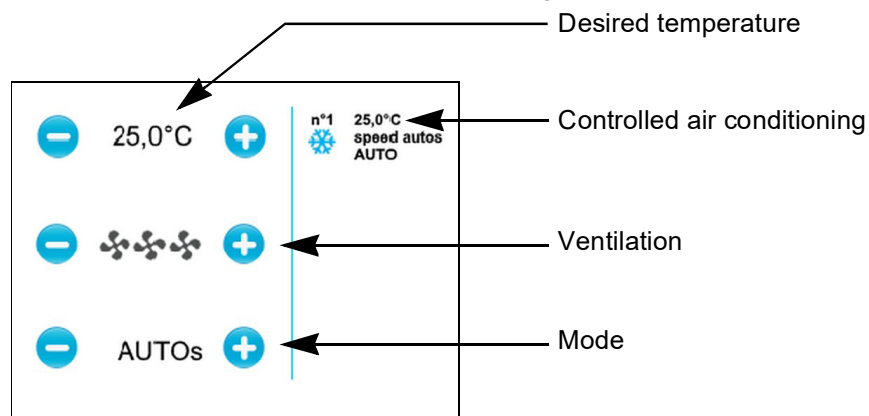 Desired temperature
25,0°C
n°1
25,0°C
speed autos
AUTO
Controlled air conditioning
Ventilation
AUTOs
Mode